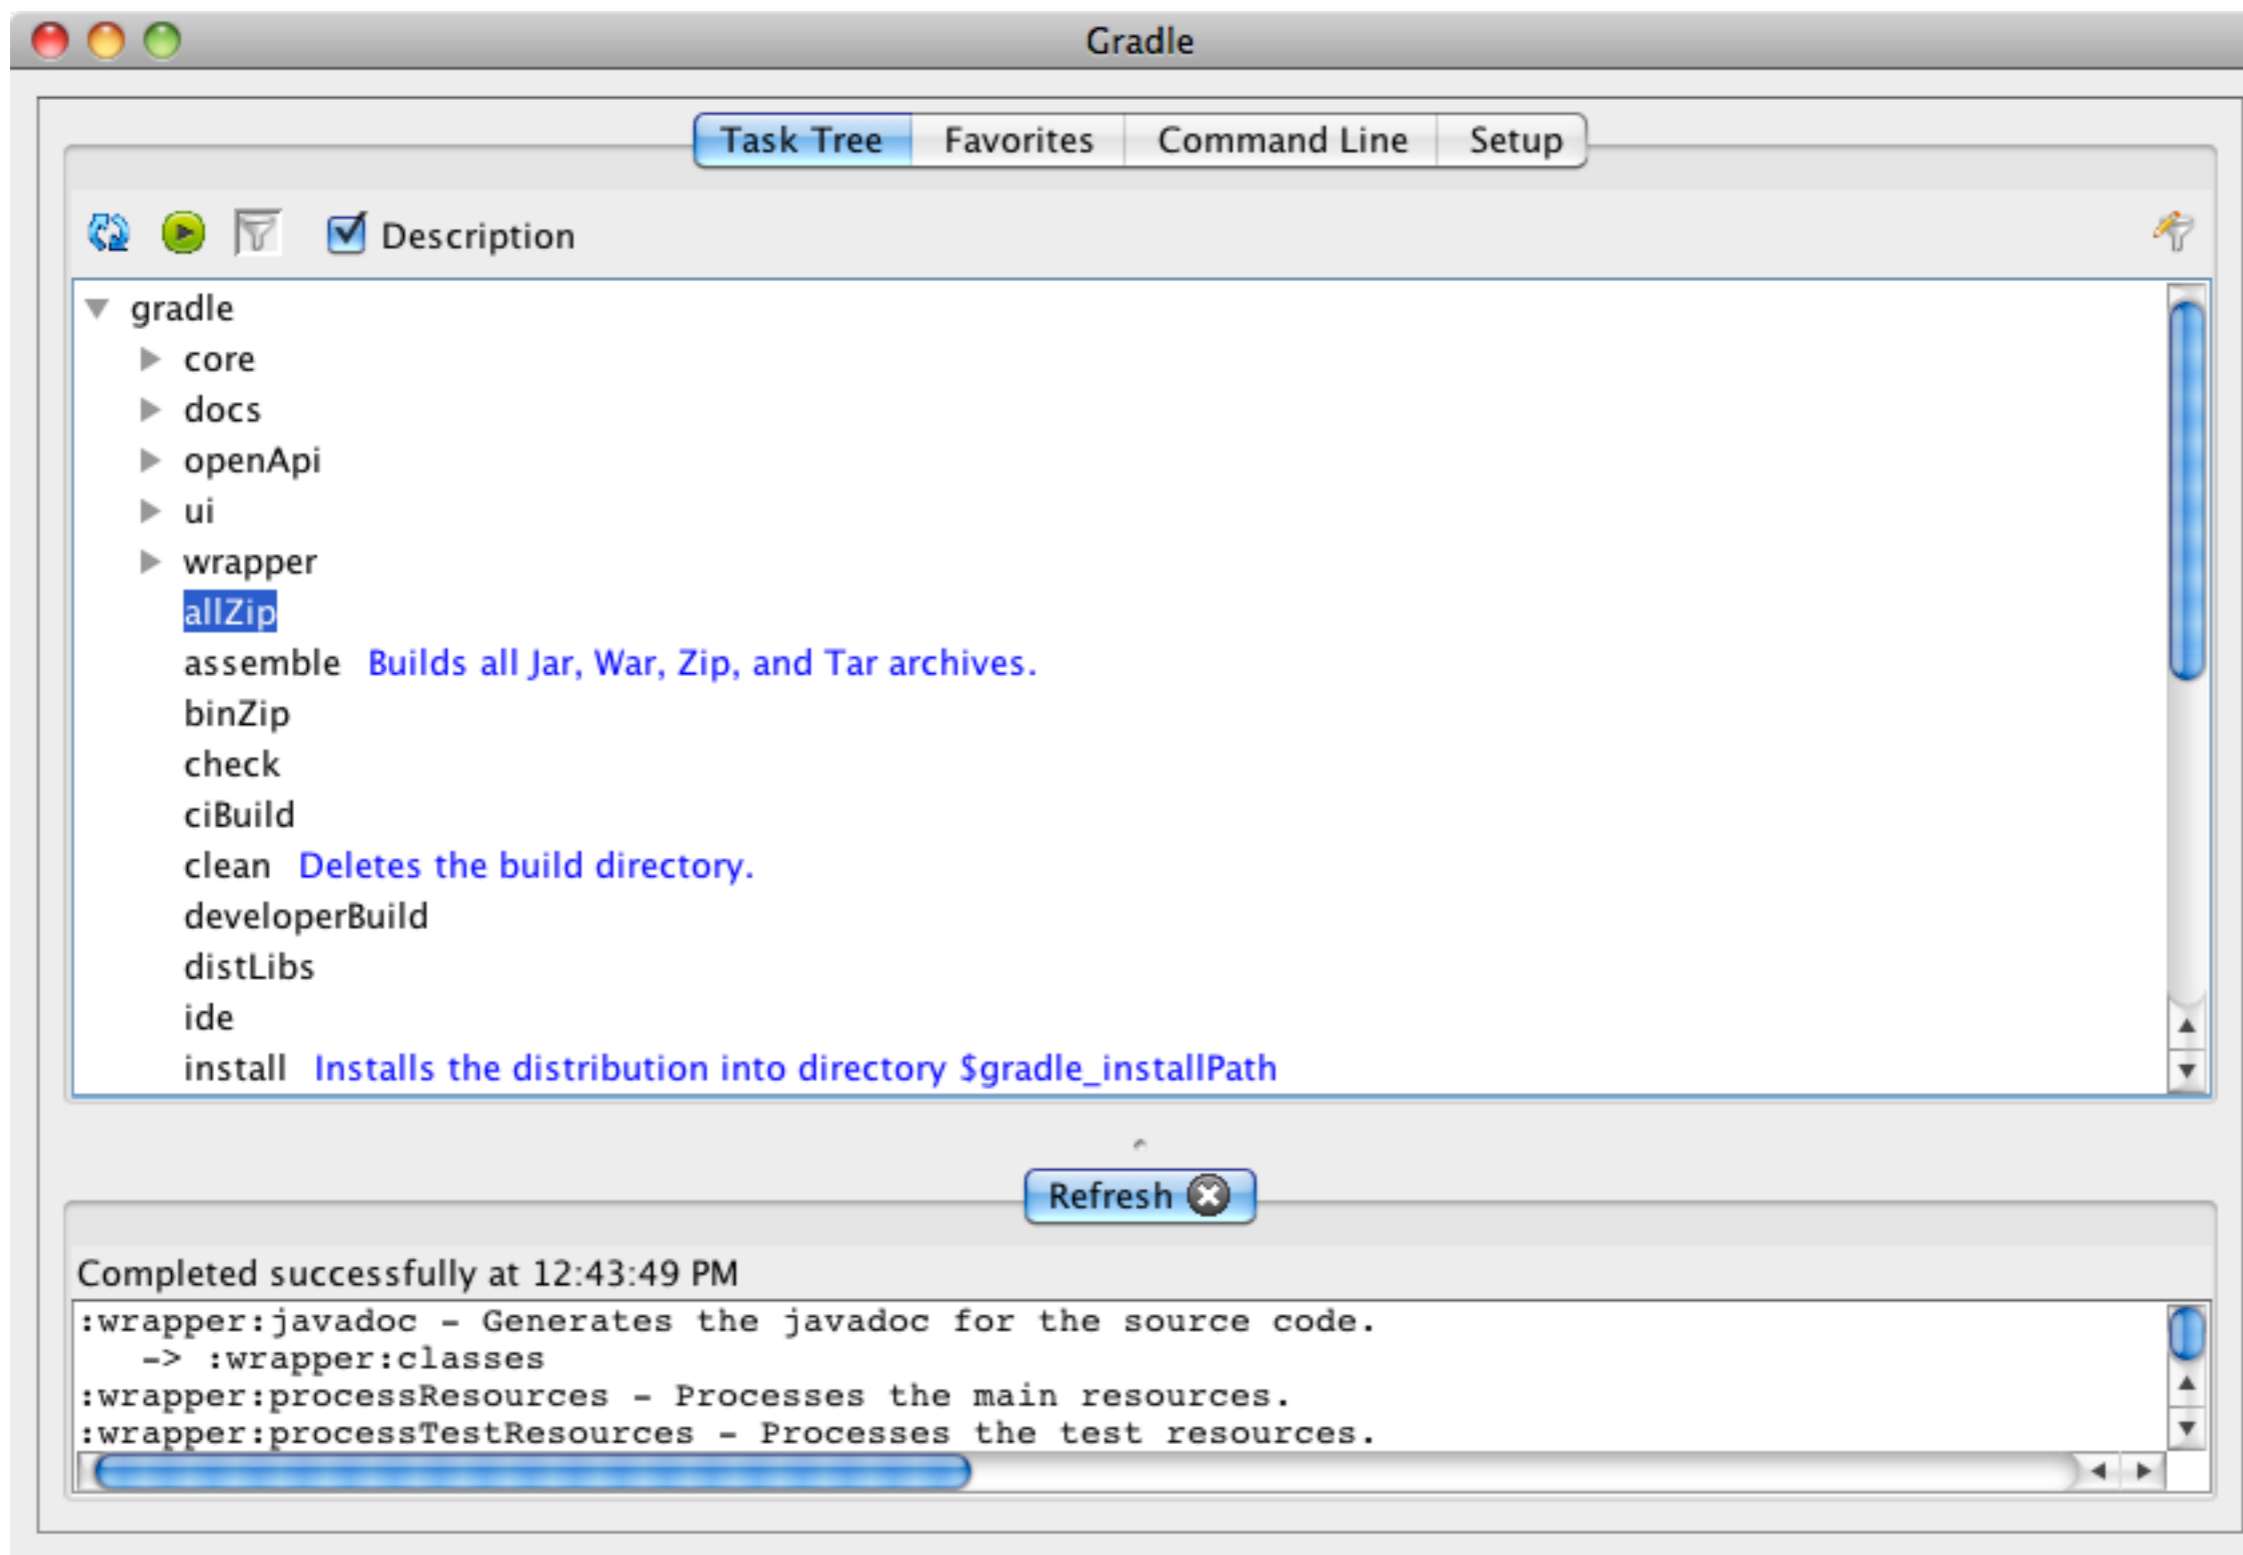 Gradle
Task Tree Favorites Command Line Setup
Description
gradle
core
docs
openApi
ui
wrapper
allZip
assemble Builds all Jar, War, Zip, and Tar archives.
binZip
check
ciBuild
clean Deletes the build directory.
developerBuild
distLibs
ide
install Installs the distribution into directory $gradle_installPath
Refresh
Completed successfully at 12:43:49 PM
:wrapper:javadoc - Generates the javadoc for the source code.
-> :wrapper:classes
:wrapper:processResources - Processes the main resources.
:wrapper:processTestResources - Processes the test resources.